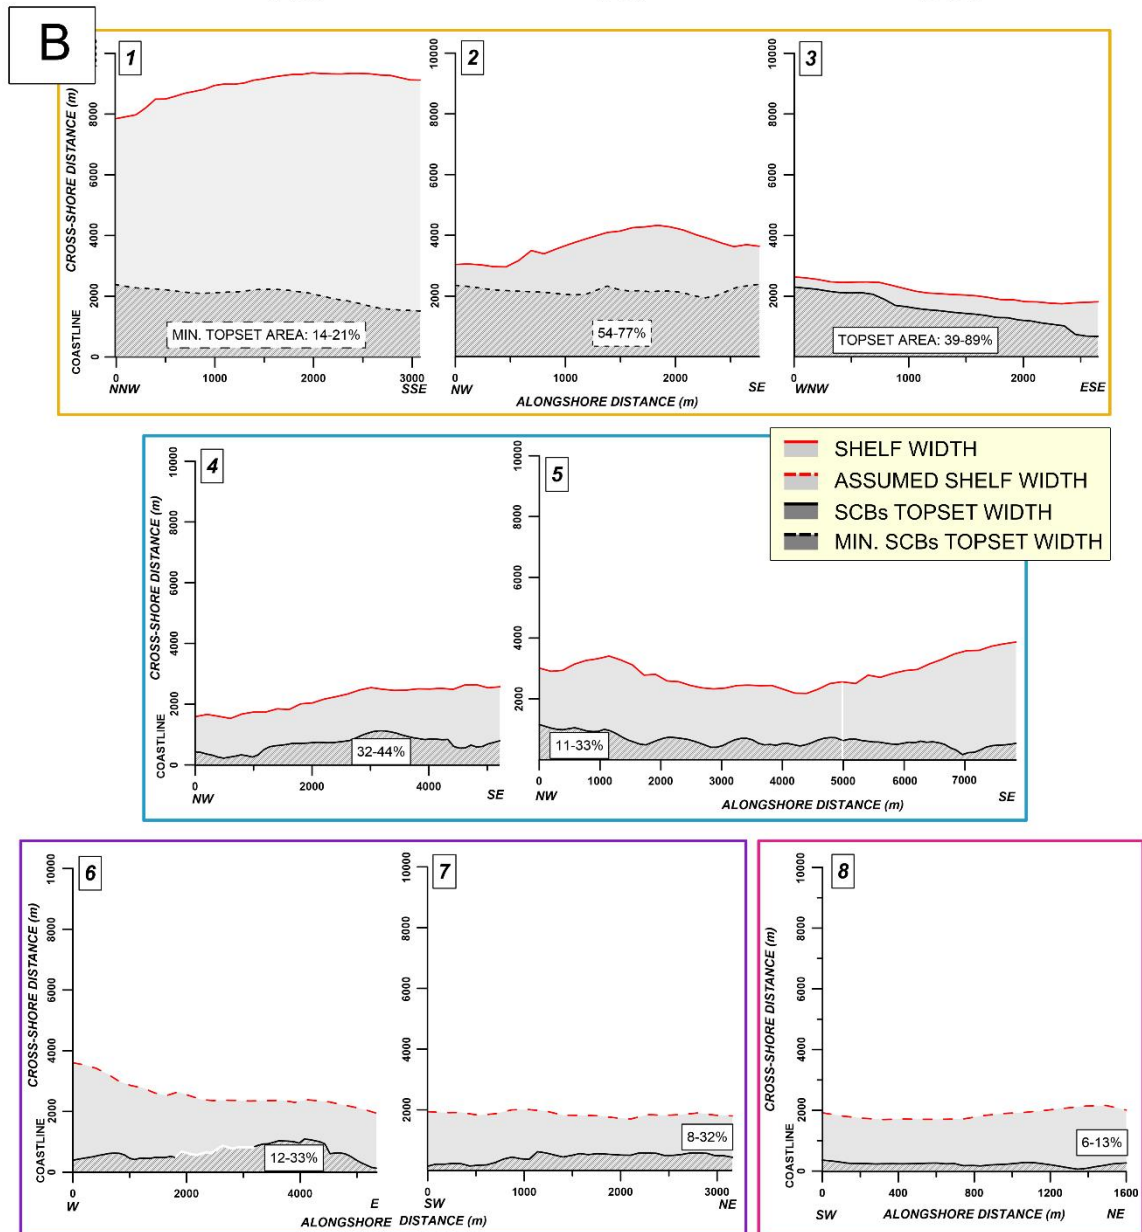 B
1
2
3
CROSS-SHORE DISTANCE (m)
COASTLINE
0
2000
4000
6000
8000
MIN. TOPSET AREA: 14-21%
0 1000 2000 3000
NNW SSE
2000
4000
6000
8000
10000
54-77%
0 1000 2000
NW SE
2000
4000
6000
8000
10000
TOPSET AREA: 39-89%
0 1000 2000
WNW ESE
ALONGSHORE DISTANCE (m)
SHELF WIDTH
ASSUMED SHELF WIDTH
SCBs TOPSET WIDTH
MIN. SCBs TOPSET WIDTH
4
5
CROSS-SHORE DISTANCE (m)
COASTLINE
0
2000
4000
6000
8000
10000
32-44%
0 2000 4000
NW SE
2000
4000
6000
8000
10000
11-33%
0 1000 2000 3000 4000 5000 6000 7000
NW SE
ALONGSHORE DISTANCE (m)
6
7
CROSS-SHORE DISTANCE (m)
COASTLINE
0
2000
4000
6000
8000
10000
12-33%
0 2000 4000
W E
2000
4000
6000
8000
10000
8-32%
0 1000 2000 3000
SW NE
ALONGSHORE DISTANCE (m)
8
CROSS-SHORE DISTANCE (m)
COASTLINE
0
2000
4000
6000
8000
10000
6-13%
0 400 800 1200 1600
SW ALONGSHORE DISTANCE (m) NE